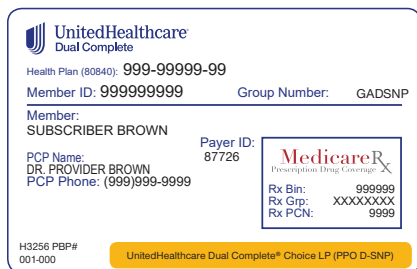 UnitedHealthcare®
Dual Complete
Health Plan (80840): 999-99999-99
Member ID: 999999999 Group Number: GADSNP
Member:
SUBSCRIBER BROWN
PCP Name:
DR. PROVIDER BROWN
PCP Phone: (999)999-9999
Payer ID:
87726
MedicareRx
Prescription Drug Coverage
Rx Bin: 999999
Rx Grp: XXXXXXXX
Rx PCN: 9999
H3256 PBP#
001-000
UnitedHealthcare Dual Complete® Choice LP (PPO D-SNP)